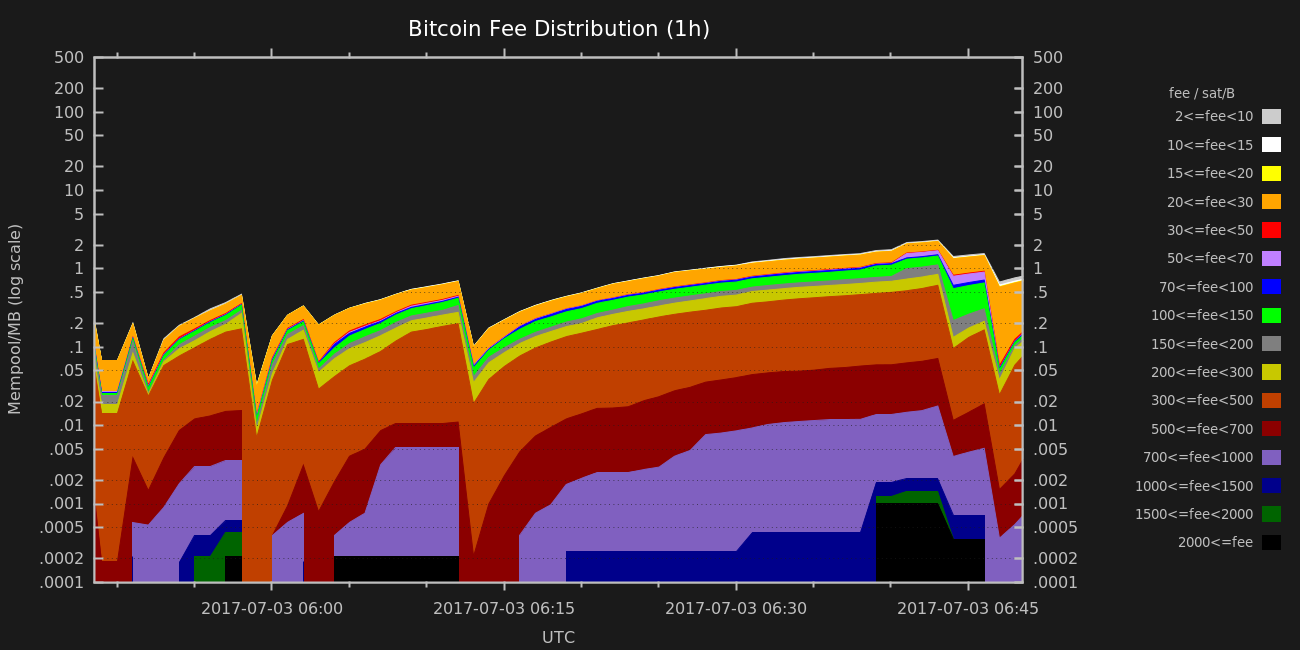 Bitcoin Fee Distribution (1h)
500
200
100
50
20
10
5
2
1
.5
.2
.1
.05
.02
.01
.005
.002
.001
.0005
.0002
.0001
Mempool/MB (log scale)
500
200
100
50
20
10
5
2
1
.5
.2
.1
.05
.02
.01
.005
.002
.001
.0005
.0002
.0001
2017-07-03 06:00
2017-07-03 06:15
2017-07-03 06:30
2017-07-03 06:45
UTC
fee / sat/B
2<=fee<10
10<=fee<15
15<=fee<20
20<=fee<30
30<=fee<50
50<=fee<70
70<=fee<100
100<=fee<150
150<=fee<200
200<=fee<300
300<=fee<500
500<=fee<700
700<=fee<1000
1000<=fee<1500
1500<=fee<2000
2000<=fee